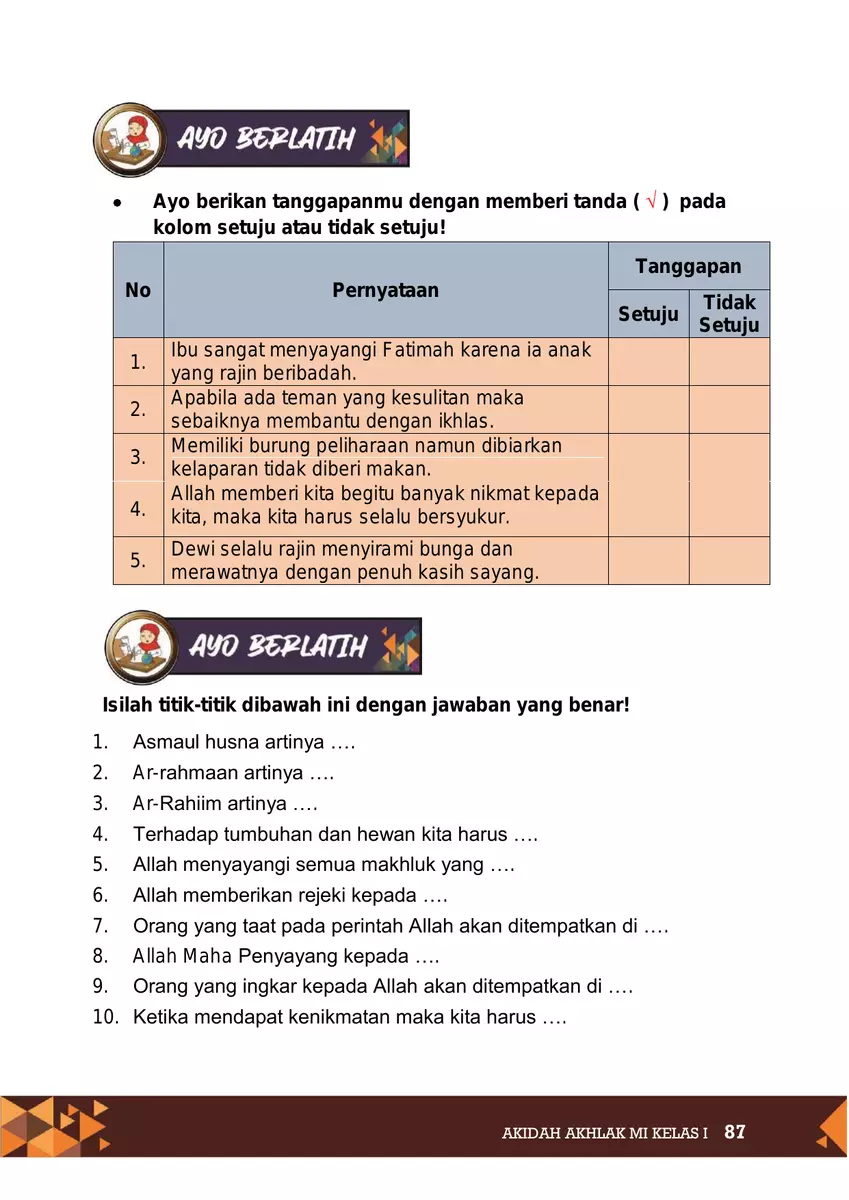 AYO BERLATIH
• Ayo berikan tanggapanmu dengan memberi tanda ( √ ) pada
kolom setuju atau tidak setuju!
No Pernyataan Tanggapan
Setuju Tidak
Setuju
1. Ibu sangat menyayangi Fatimah karena ia anak
yang rajin beribadah.
2. Apabila ada teman yang kesulitan maka
sebaiknya membantu dengan ikhlas.
3. Memiliki burung peliharaan namun dibiarkan
kelaparan tidak diberi makan.
4. Allah memberi kita begitu banyak nikmat kepada
kita, maka kita harus selalu bersyukur.
5. Dewi selalu rajin menyirami bunga dan
merawatnya dengan penuh kasih sayang.
AYO BERLATIH
Isilah titik-titik dibawah ini dengan jawaban yang benar!
1. Asmaul husna artinya ….
2. Ar-rahmaan artinya ….
3. Ar-Rahiim artinya ….
4. Terhadap tumbuhan dan hewan kita harus ….
5. Allah menyayangi semua makhluk yang ….
6. Allah memberikan rejeki kepada ….
7. Orang yang taat pada perintah Allah akan ditempatkan di ….
8. Allah Maha Penyayang kepada ….
9. Orang yang ingkar kepada Allah akan ditempatkan di ….
10. Ketika mendapat kenikmatan maka kita harus ….
AKIDAH AKHLAK MI KELAS I 87